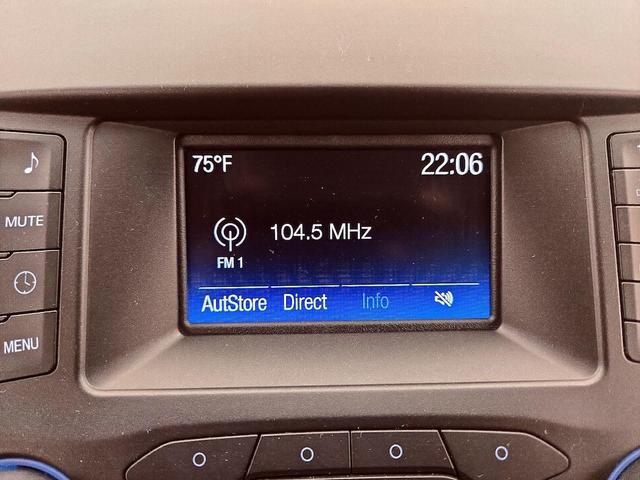 75°F 22:06
104.5 MHz
FM 1
AutStore Direct Info
MUTE
MENU